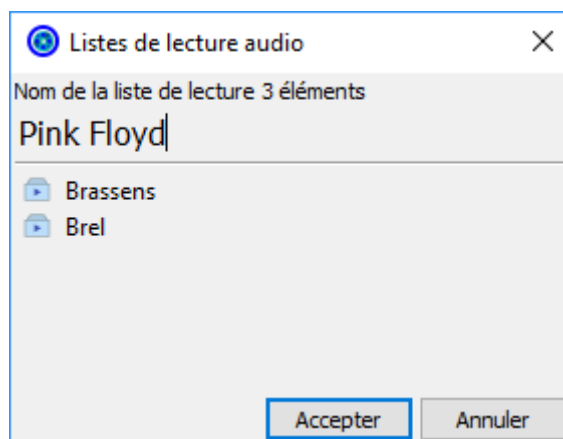 Listes de lecture audio
Nom de la liste de lecture 3 éléments
Pink Floyd
Brassens
Brel
Accepter Annuler